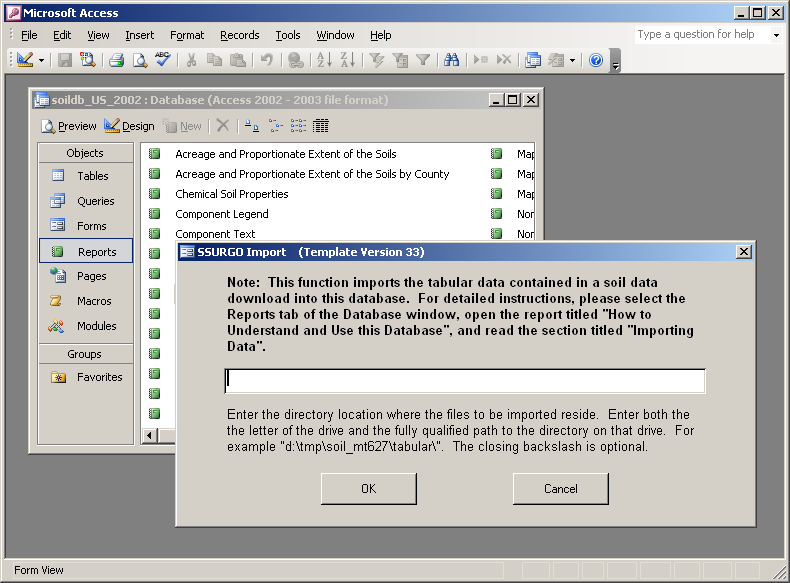 Microsoft Access
File Edit View Insert Format Records Tools Window Help Type a question for help
soildb_US_2002 : Database (Access 2002 - 2003 file format)
Preview Design New
Objects
Tables
Queries
Forms
Reports
Pages
Macros
Modules
Groups
Favorites
Acreage and Proportionate Extent of the Soils
Acreage and Proportionate Extent of the Soils by County
Chemical Soil Properties
Component Legend
Component Text
Map
Map
Mar
Nor
Nor
SSURGO Import (Template Version 33)
Note: This function imports the tabular data contained in a soil data
download into this database. For detailed instructions, please select the
Reports tab of the Database window, open the report titled "How to
Understand and Use this Database", and read the section titled "Importing
Data".
Enter the directory location where the files to be imported reside. Enter both the
the letter of the drive and the fully qualified path to the directory on that drive. For
example "d:\tmp\soil_mt627\tabular\". The closing backslash is optional.
OK Cancel
Form View